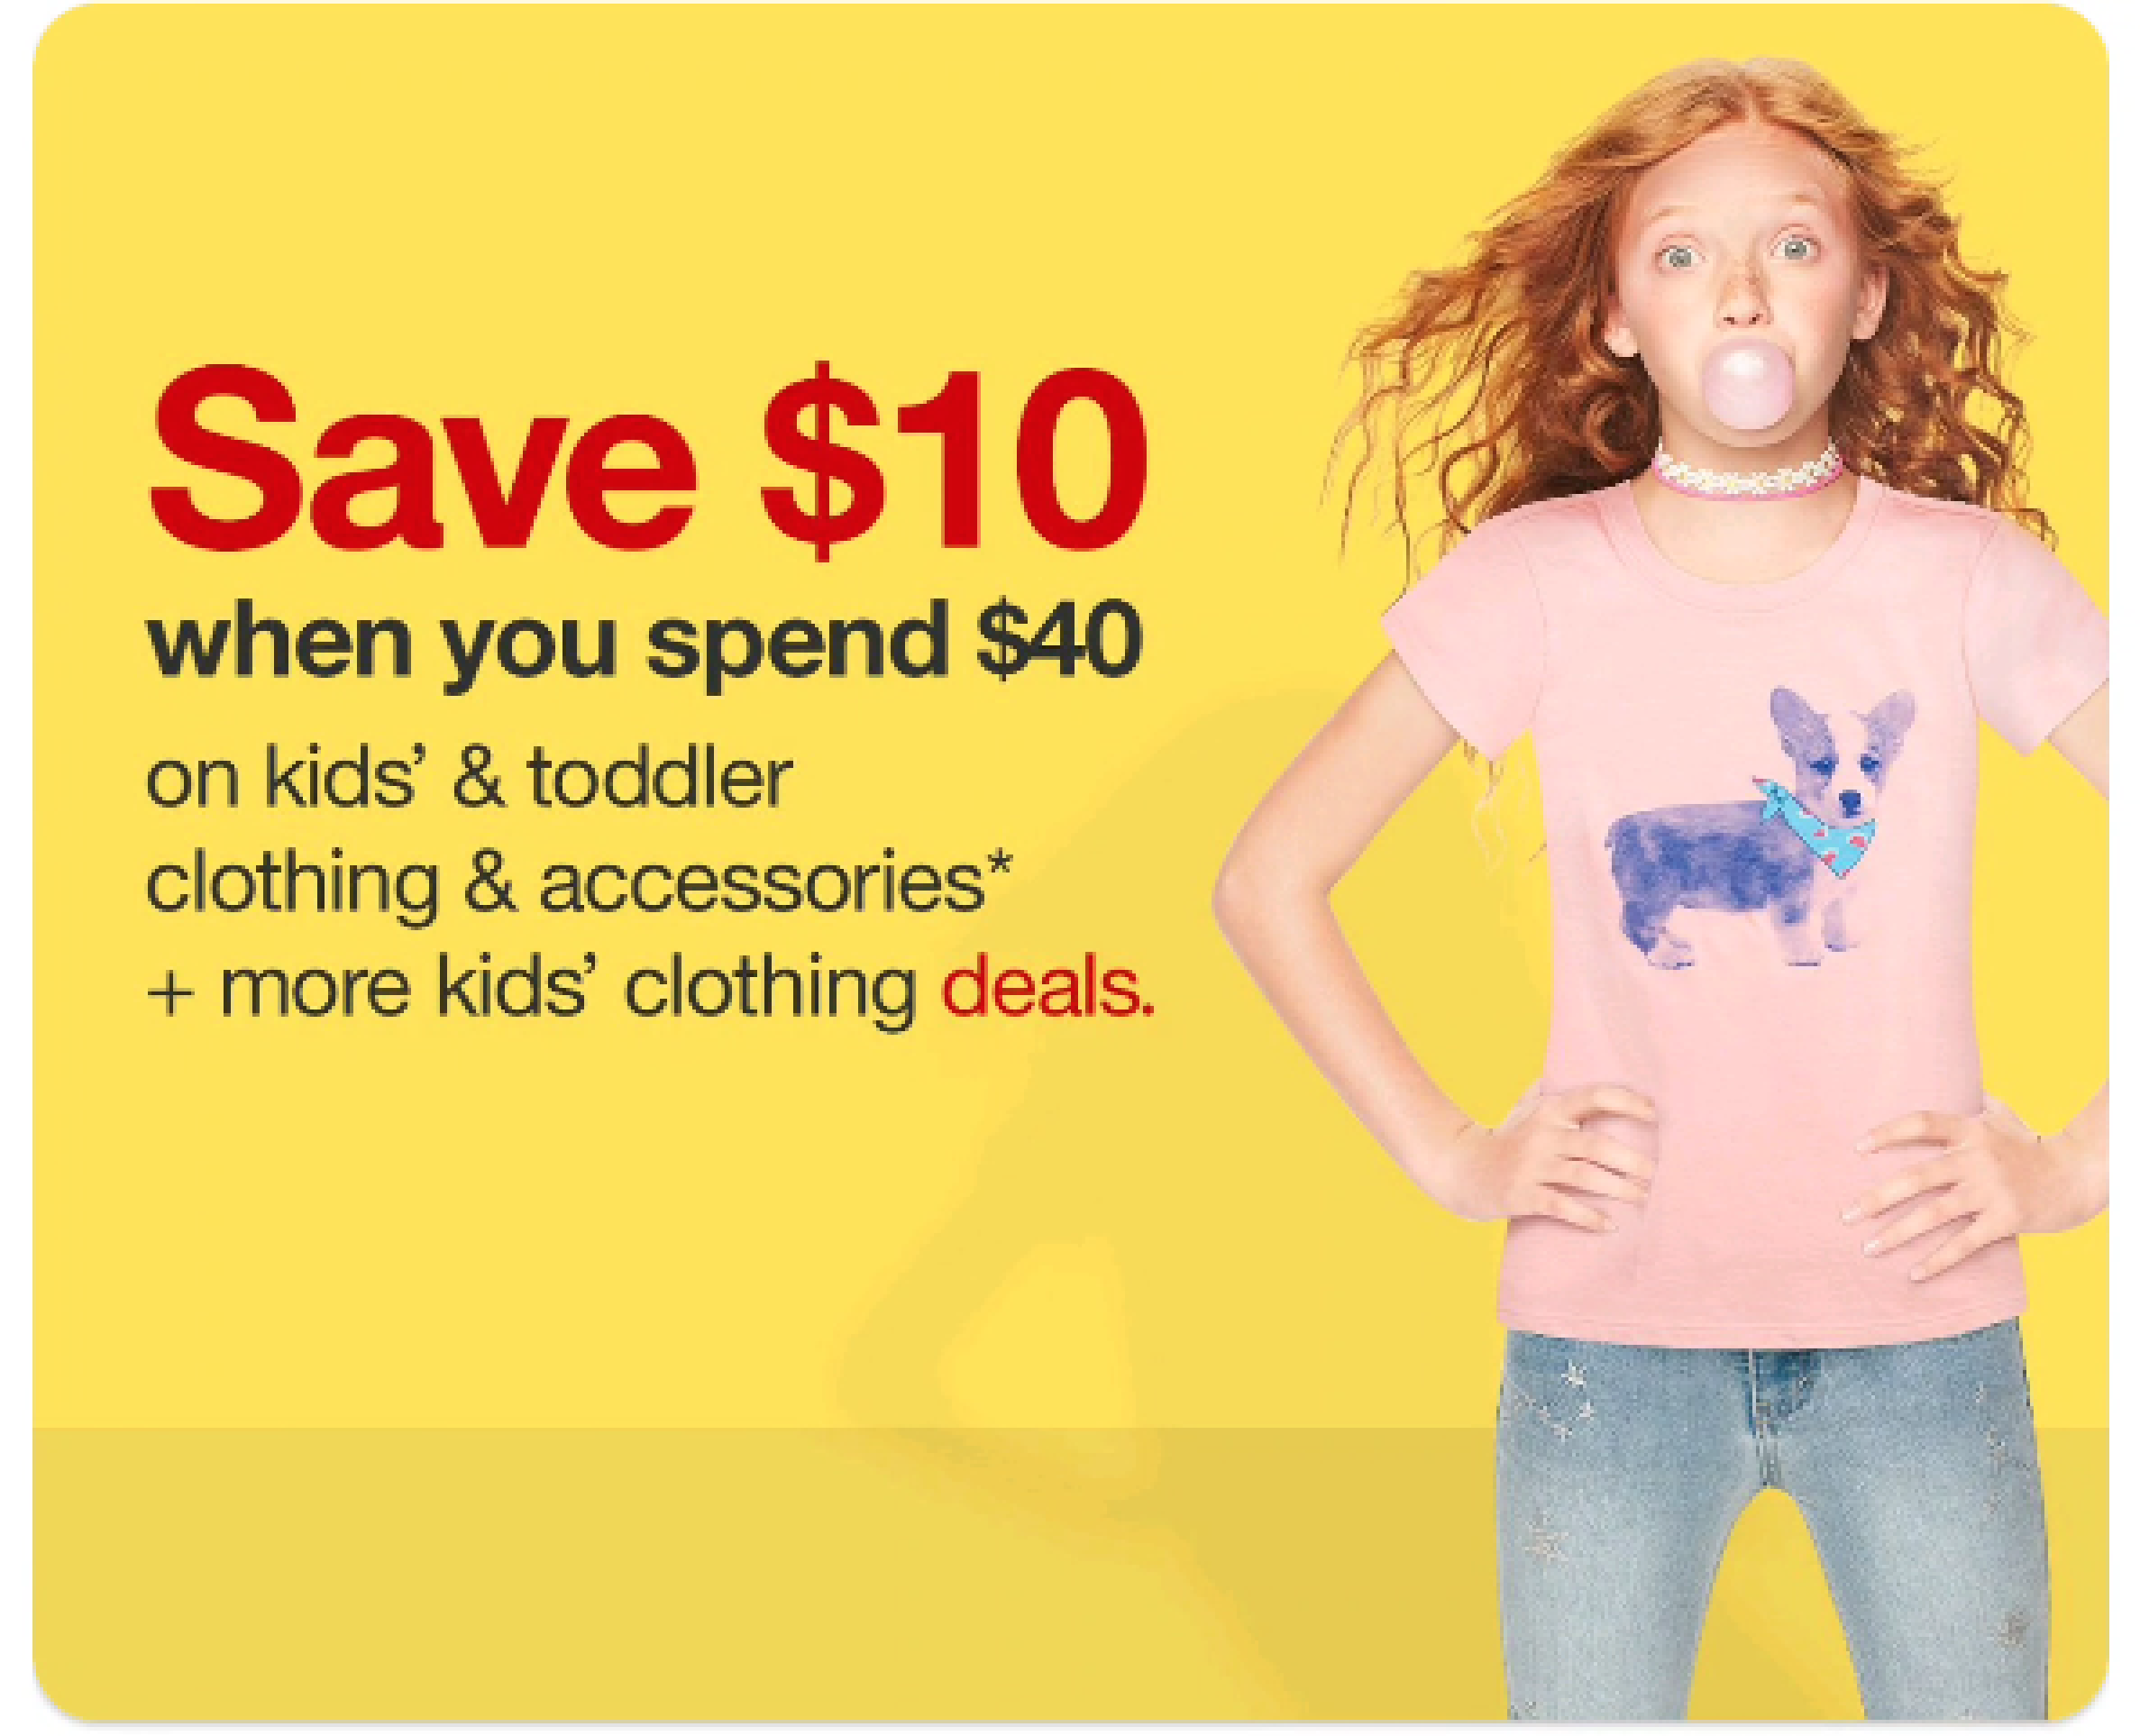 Save $10
when you spend $40
on kids’ & toddler
clothing & accessories*
+ more kids’ clothing deals.